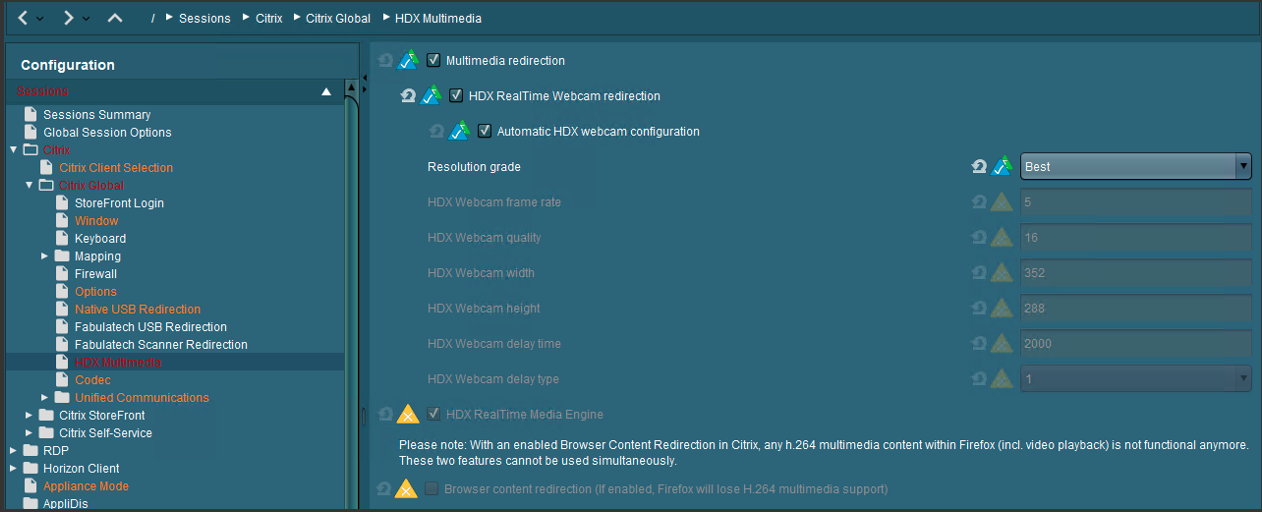 / Sessions Citrix Citrix Global HDX Multimedia
Configuration
Sessions
Sessions Summary
Global Session Options
Citrix
Citrix Client Selection
Citrix Global
StoreFront Login
Window
Keyboard
Mapping
Firewall
Options
Native USB Redirection
Fabulatech USB Redirection
Fabulatech Scanner Redirection
HDX Multimedia
Codec
Unified Communications
Citrix StoreFront
Citrix Self-Service
RDP
Horizon Client
Appliance Mode
AppliDis
Multimedia redirection
HDX RealTime Webcam redirection
Automatic HDX webcam configuration
Resolution grade Best
HDX Webcam frame rate 5
HDX Webcam quality 16
HDX Webcam width 352
HDX Webcam height 288
HDX Webcam delay time 2000
HDX Webcam delay type 1
HDX RealTime Media Engine
Please note: With an enabled Browser Content Redirection in Citrix, any h.264 multimedia content within Firefox (incl. video playback) is not functional anymore.
These two features cannot be used simultaneously.
Browser content redirection (If enabled, Firefox will lose H.264 multimedia support)